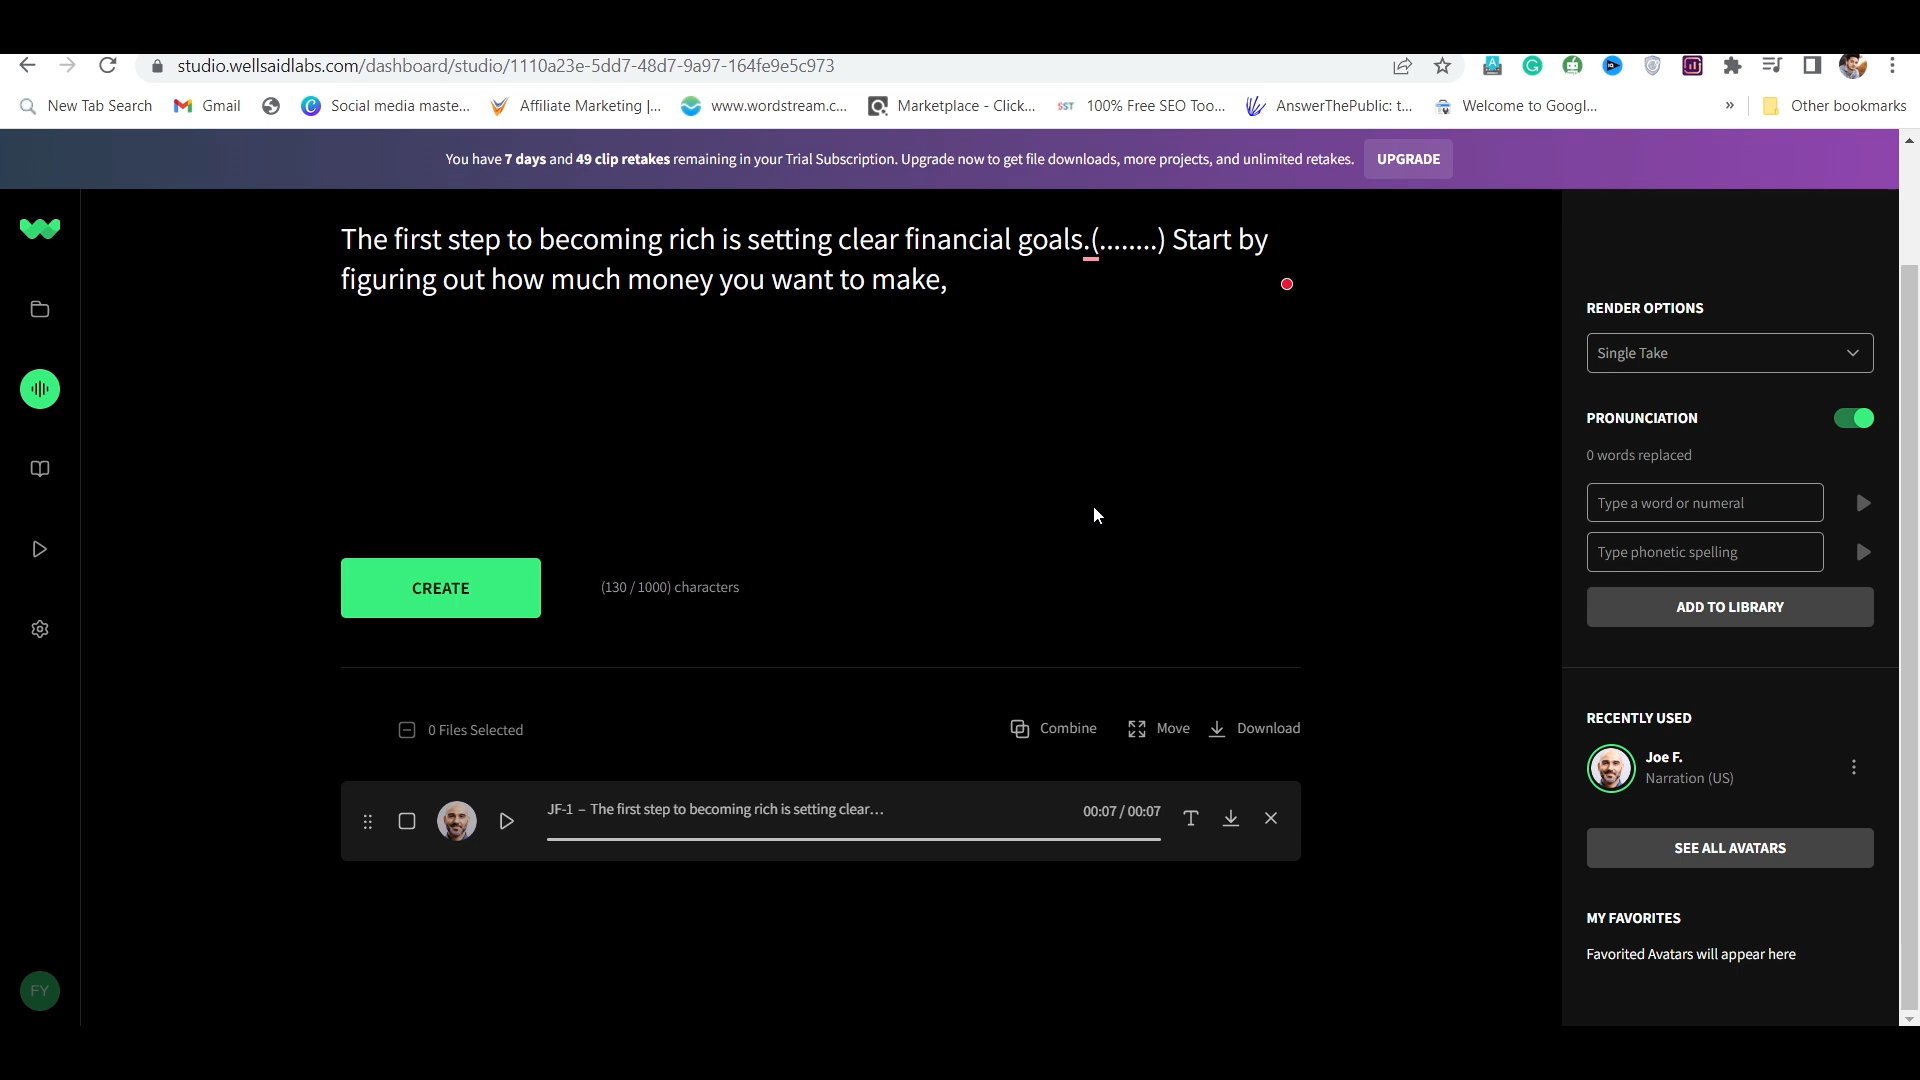 studio.wellsaidlabs.com/dashboard/studio/1110a23e-5dd7-48d7-9a97-164fe9e5c973
New Tab Search Gmail Social media maste... Affiliate Marketing |... www.wordstream.c... Marketplace - Click... SST 100% Free SEO Too... AnswerThePublic: t... Welcome to Googl... » Other bookmarks
You have 7 days and 49 clip retakes remaining in your Trial Subscription. Upgrade now to get file downloads, more projects, and unlimited retakes. UPGRADE
The first step to becoming rich is setting clear financial goals.(........) Start by
figuring out how much money you want to make,
RENDER OPTIONS
Single Take
PRONUNCIATION
0 words replaced
Type a word or numeral
Type phonetic spelling
ADD TO LIBRARY
CREATE (130 / 1000) characters
0 Files Selected Combine Move Download
JF-1 – The first step to becoming rich is setting clear... 00:07 / 00:07
RECENTLY USED
Joe F.
Narration (US)
SEE ALL AVATARS
MY FAVORITES
Favorited Avatars will appear here
FY